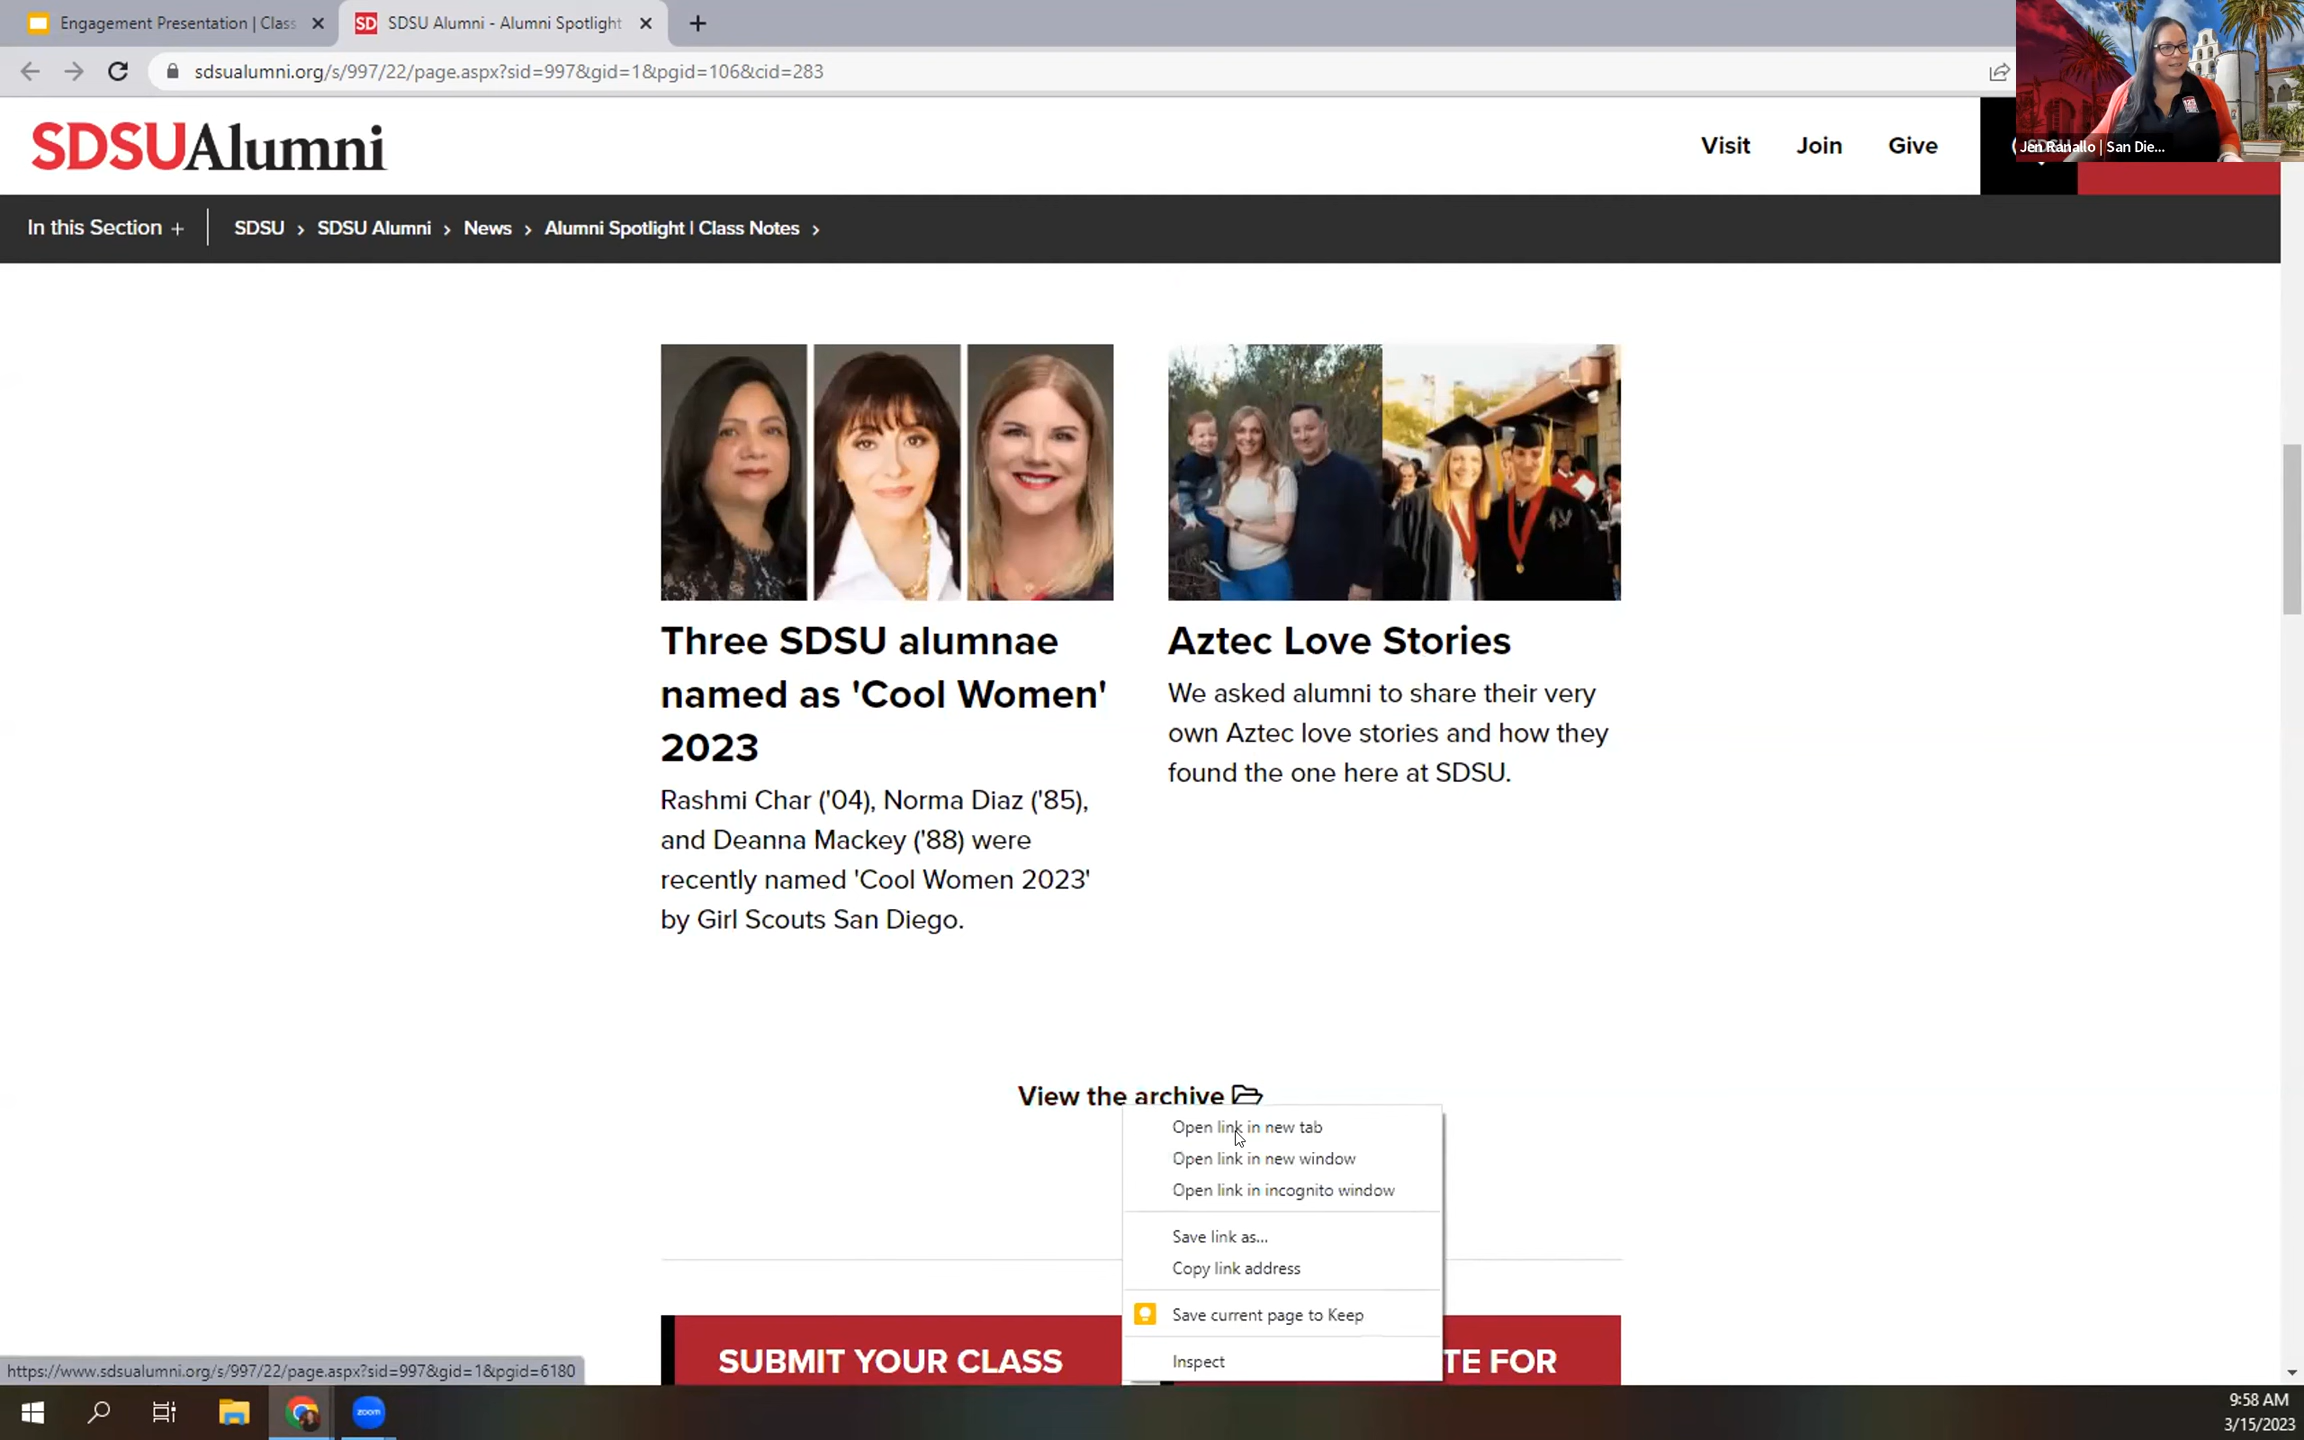 Engagement Presentation | Class
SDSU Alumni - Alumni Spotlight
sdsualumni.org/s/997/22/page.aspx?sid=997&gid=1&pgid=106&cid=283
Jen Ranallo | San Die...
SDSUAlumni
Visit
Join
Give
In this Section +
SDSU › SDSU Alumni › News › Alumni Spotlight | Class Notes ›
Three SDSU alumnae
named as 'Cool Women'
2023
Rashmi Char ('04), Norma Diaz ('85),
and Deanna Mackey ('88) were
recently named 'Cool Women 2023'
by Girl Scouts San Diego.
Aztec Love Stories
We asked alumni to share their very
own Aztec love stories and how they
found the one here at SDSU.
View the archive
Open link in new tab
Open link in new window
Open link in incognito window
Save link as...
Copy link address
Save current page to Keep
Inspect
SUBMIT YOUR CLASS
TE FOR
https://www.sdsualumni.org/s/997/22/page.aspx?sid=997&gid=1&pgid=6180
zoom
9:58 AM
3/15/2023